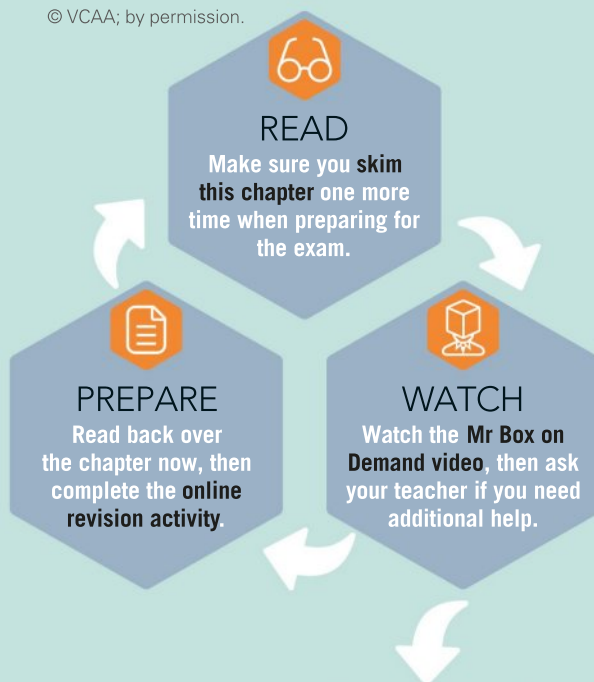 © VCAA; by permission.
READ
Make sure you skim
this chapter one more
time when preparing for
the exam.
PREPARE
Read back over
the chapter now, then
complete the online
revision activity.
WATCH
Watch the Mr Box on
Demand video, then ask
your teacher if you need
additional help.